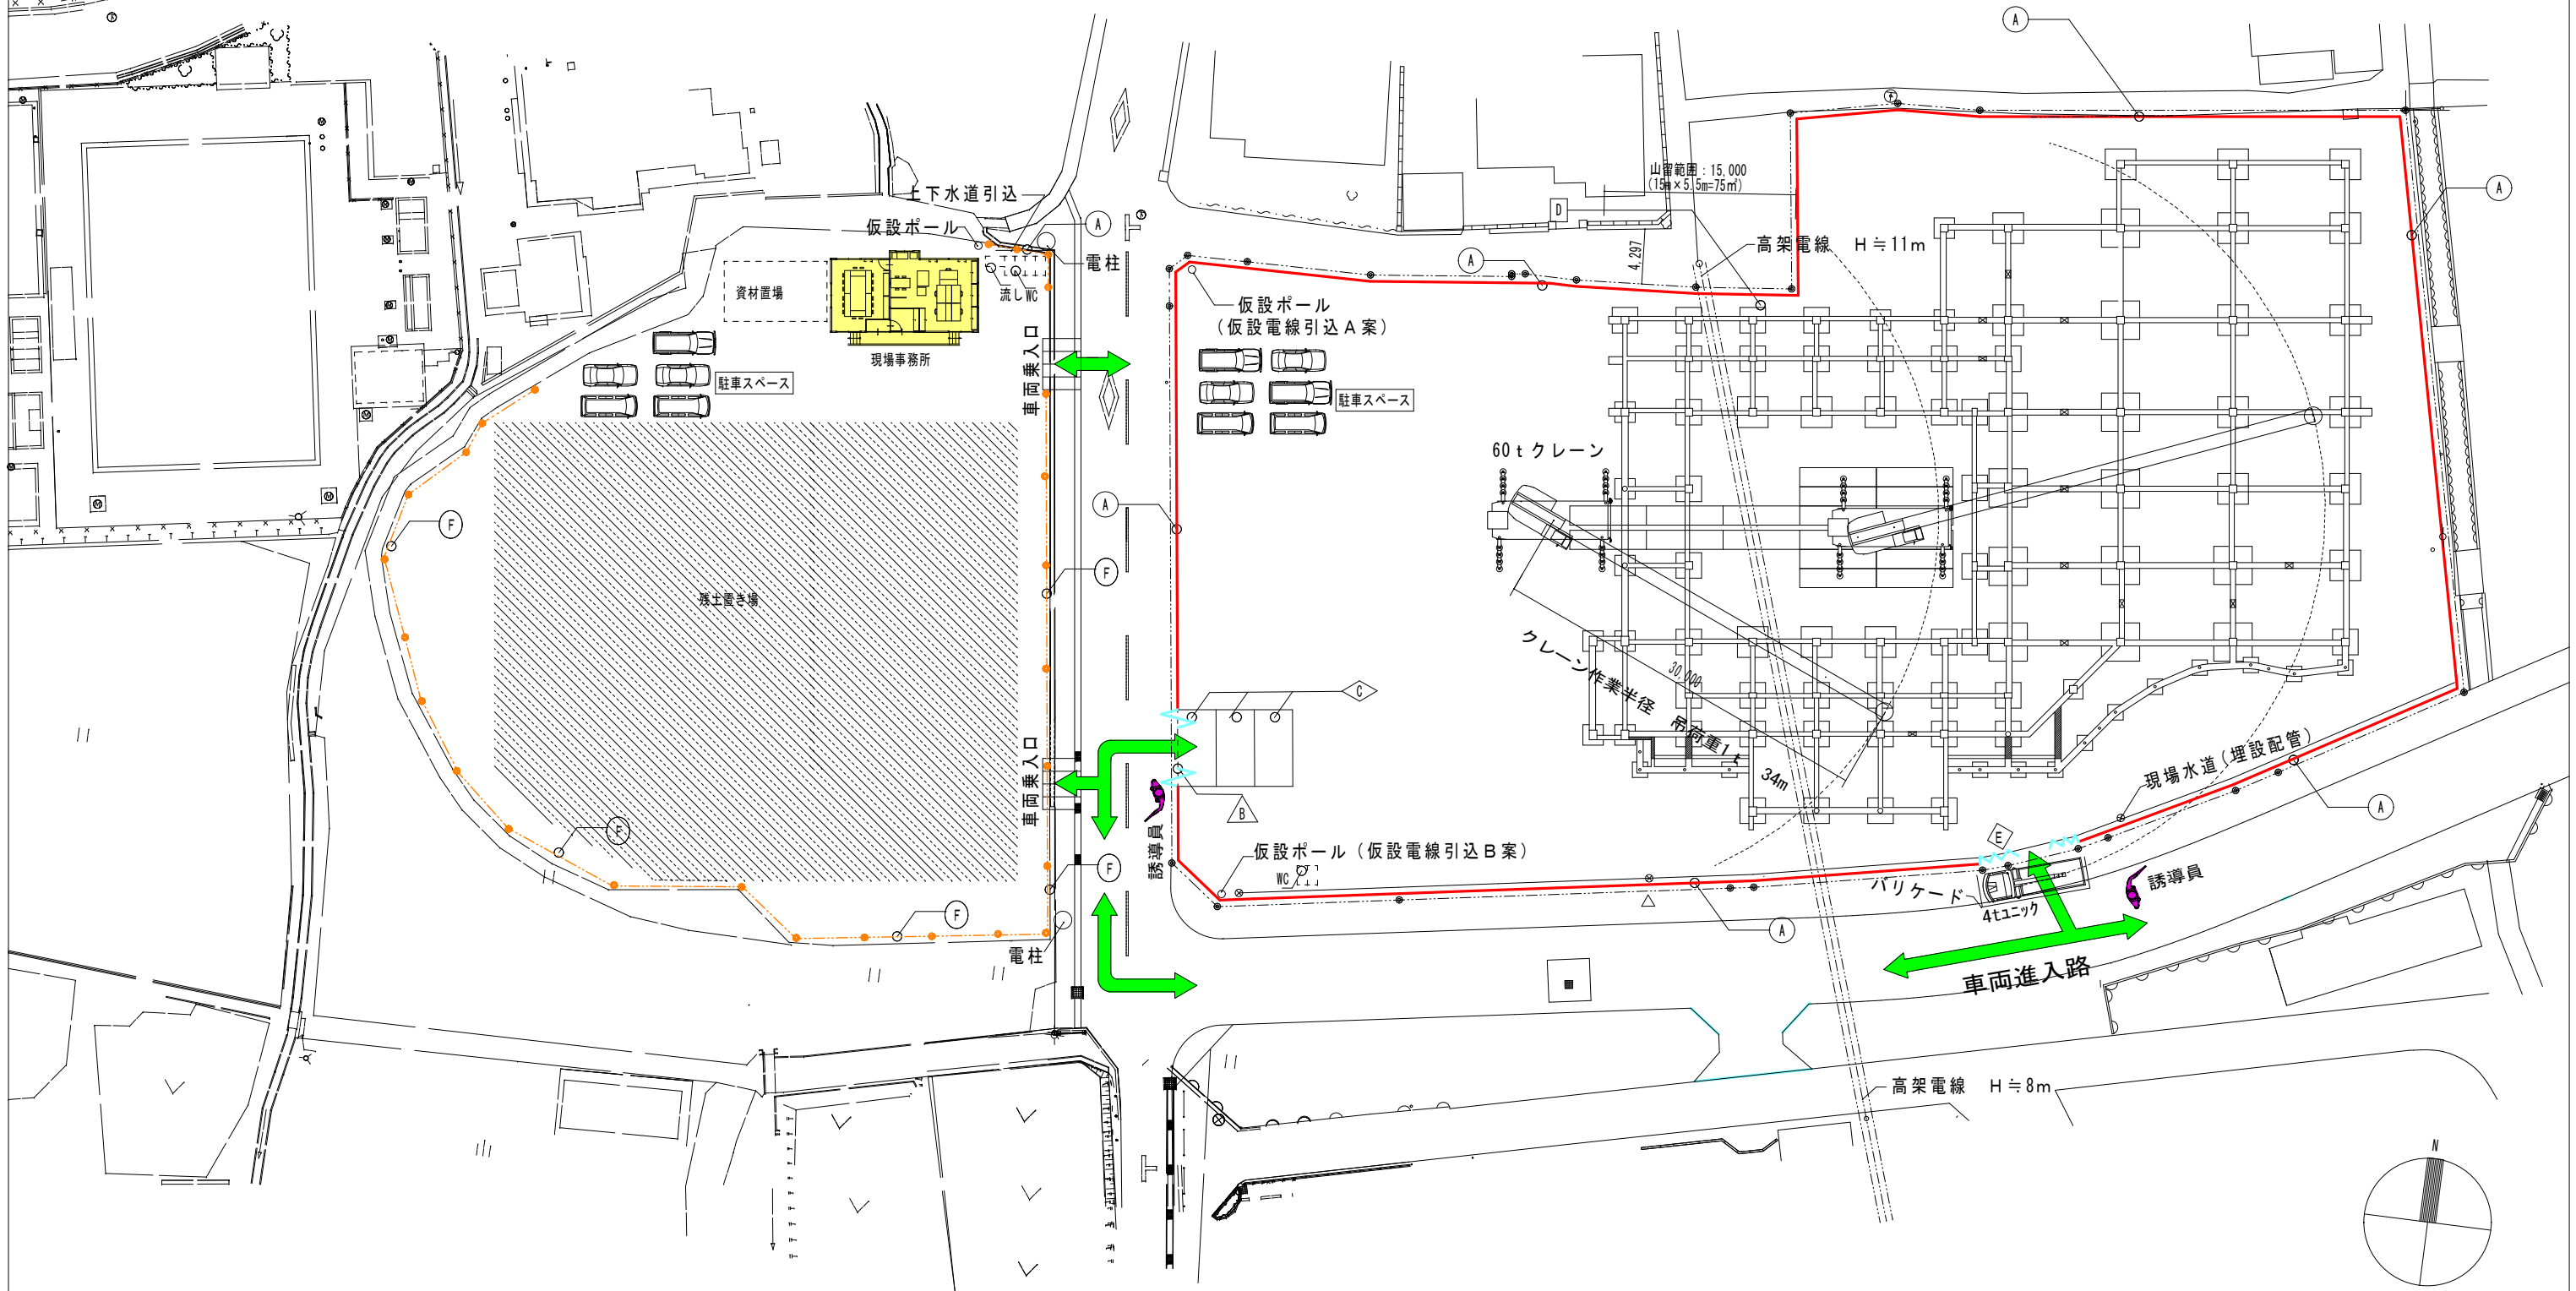 A
山留範囲：15,000
(15m×5.5m=75㎡)
A
上下水道引込
D
仮設ポール
A
高架電線　H≒11m
4,297
電柱
A
資材置場
流し
WC
仮設ポール
（仮設電線引込A案）
現場事務所
車両乗入口
駐車スペース
駐車スペース
60tクレーン
A
F
F
残土置き場
クレーン作業半径　吊荷重1t
30,000
34m
C
車両乗入口
現場水道(埋設配管)
B
A
F
誘導員
仮設ポール（仮設電線引込B案）
E
F
WC
バリケード
誘導員
4tユニック
F
A
電柱
車両進入路
高架電線　H≒8m
N